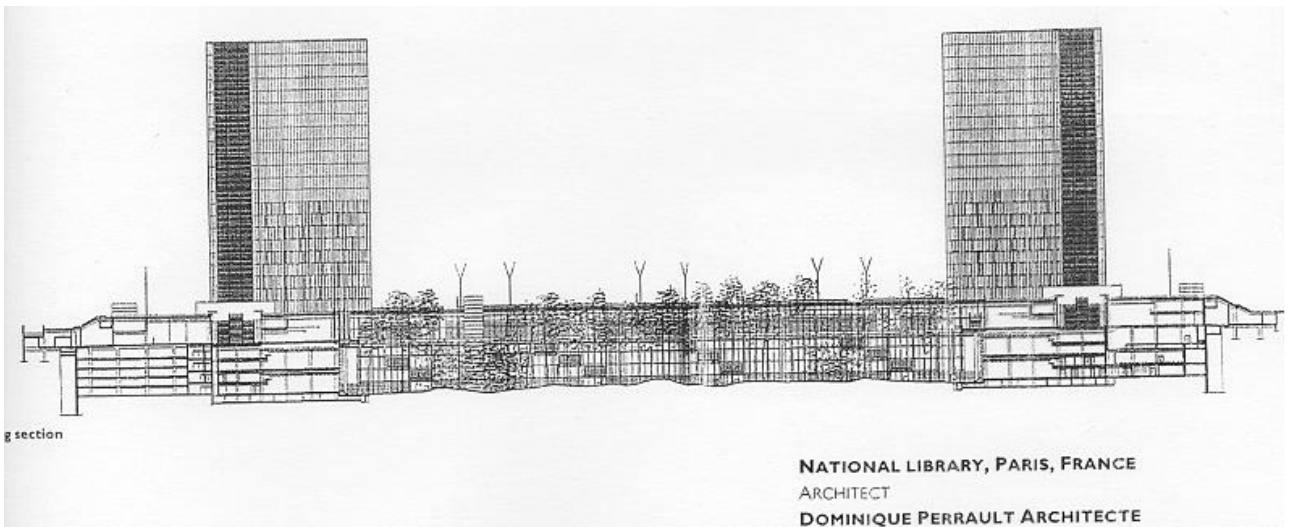 g section
NATIONAL LIBRARY, PARIS, FRANCE
ARCHITECT
DOMINIQUE PERRAULT ARCHITECTE